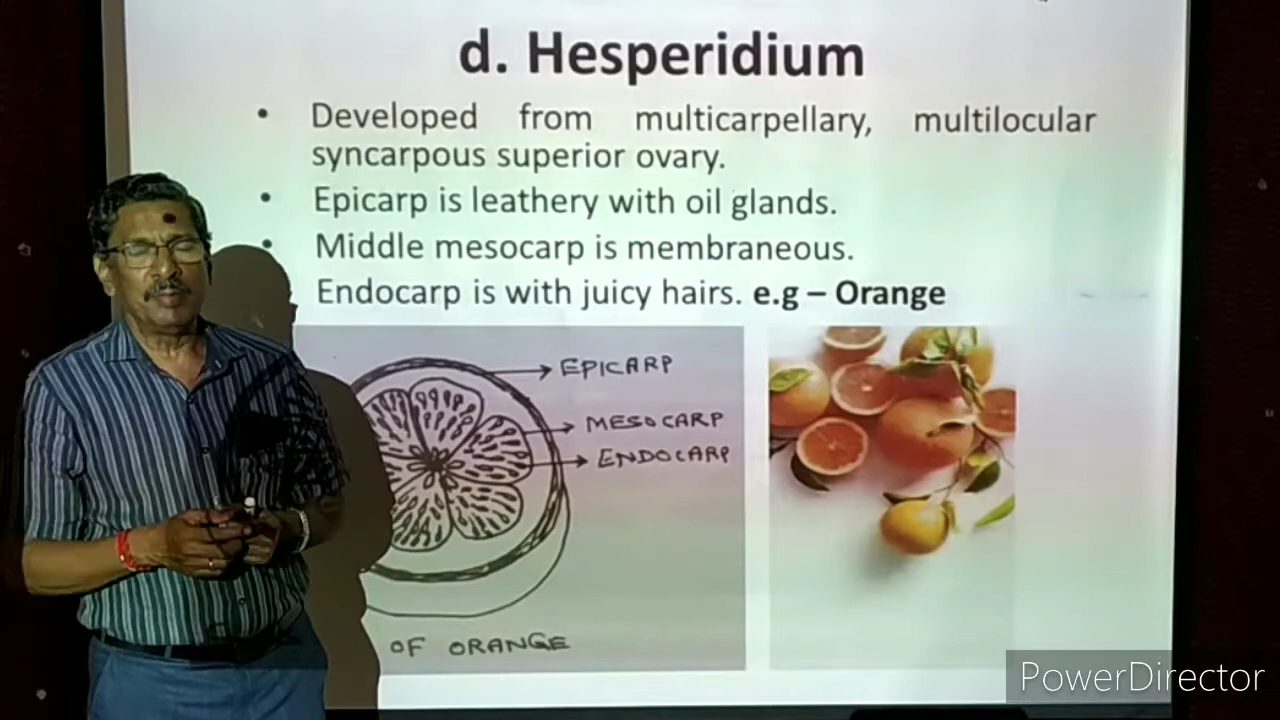 d. Hesperidium
• Developed from multicarpellary, multilocular
syncarpous superior ovary.
• Epicarp is leathery with oil glands.
• Middle mesocarp is membraneous.
Endocarp is with juicy hairs. e.g – Orange
EPICARP
MESOCARP
ENDOCARP
OF ORANGE
PowerDirector